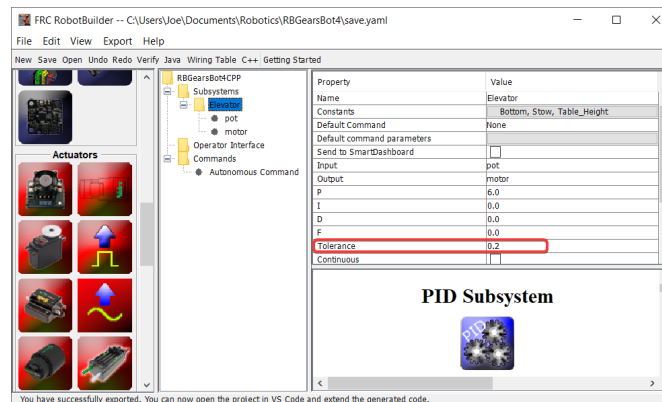 FRC RobotBuilder -- C:\Users\Joe\Documents\Robotics\RBGearsBot4\save.yaml
File Edit View Export Help
New Save Open Undo Redo Verify Java Wiring Table C++ Getting Started
Actuators
RBGearsBot4CPP
Subsystems
Elevator
pot
motor
Operator Interface
Commands
Autonomous Command
Property Value
Name Elevator
Constants Bottom, Stow, Table_Height
Default Command None
Default command parameters
Send to SmartDashboard
Input pot
Output motor
P 6.0
I 0.0
D 0.0
F 0.0
Tolerance 0.2
Continuous
PID Subsystem
PID
You have successfully exported. You can now open the project in VS Code and extend the generated code.